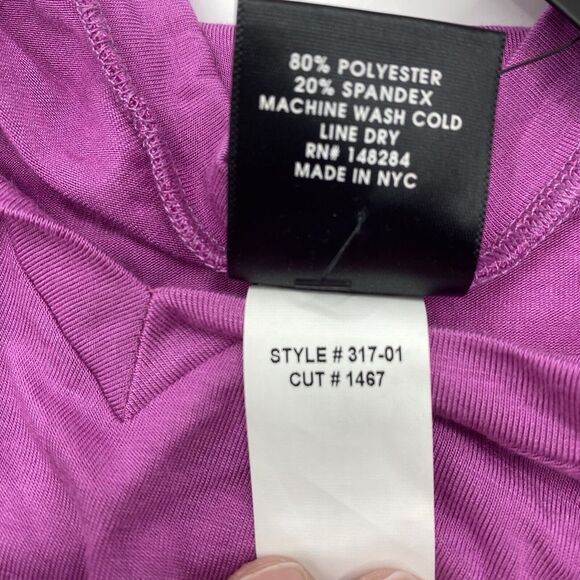 80% POLYESTER
20% SPANDEX
MACHINE WASH COLD
LINE DRY
RN# 148284
MADE IN NYC
STYLE # 317-01
CUT # 1467